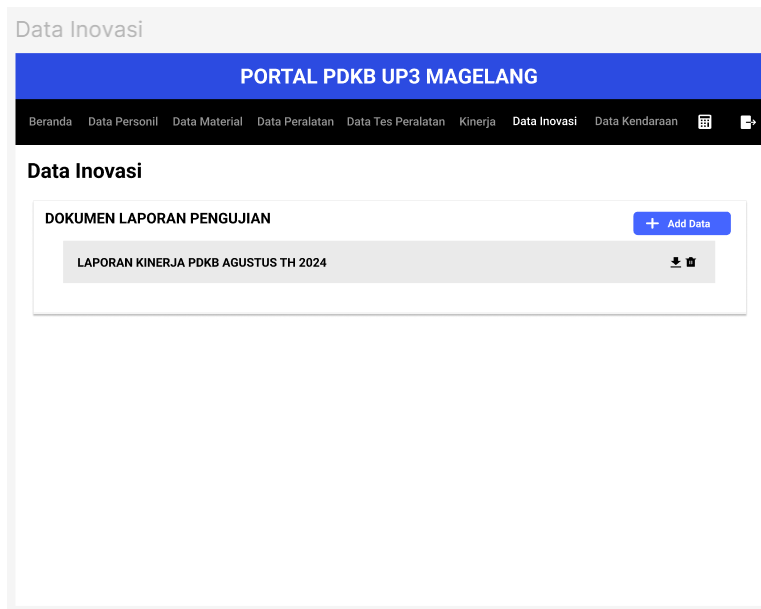 Data Inovasi
PORTAL PDKB UP3 MAGELANG
Beranda Data Personil Data Material Data Peralatan Data Tes Peralatan Kinerja Data Inovasi Data Kendaraan
Data Inovasi
DOKUMEN LAPORAN PENGUJIAN
Add Data
LAPORAN KINERJA PDKB AGUSTUS TH 2024